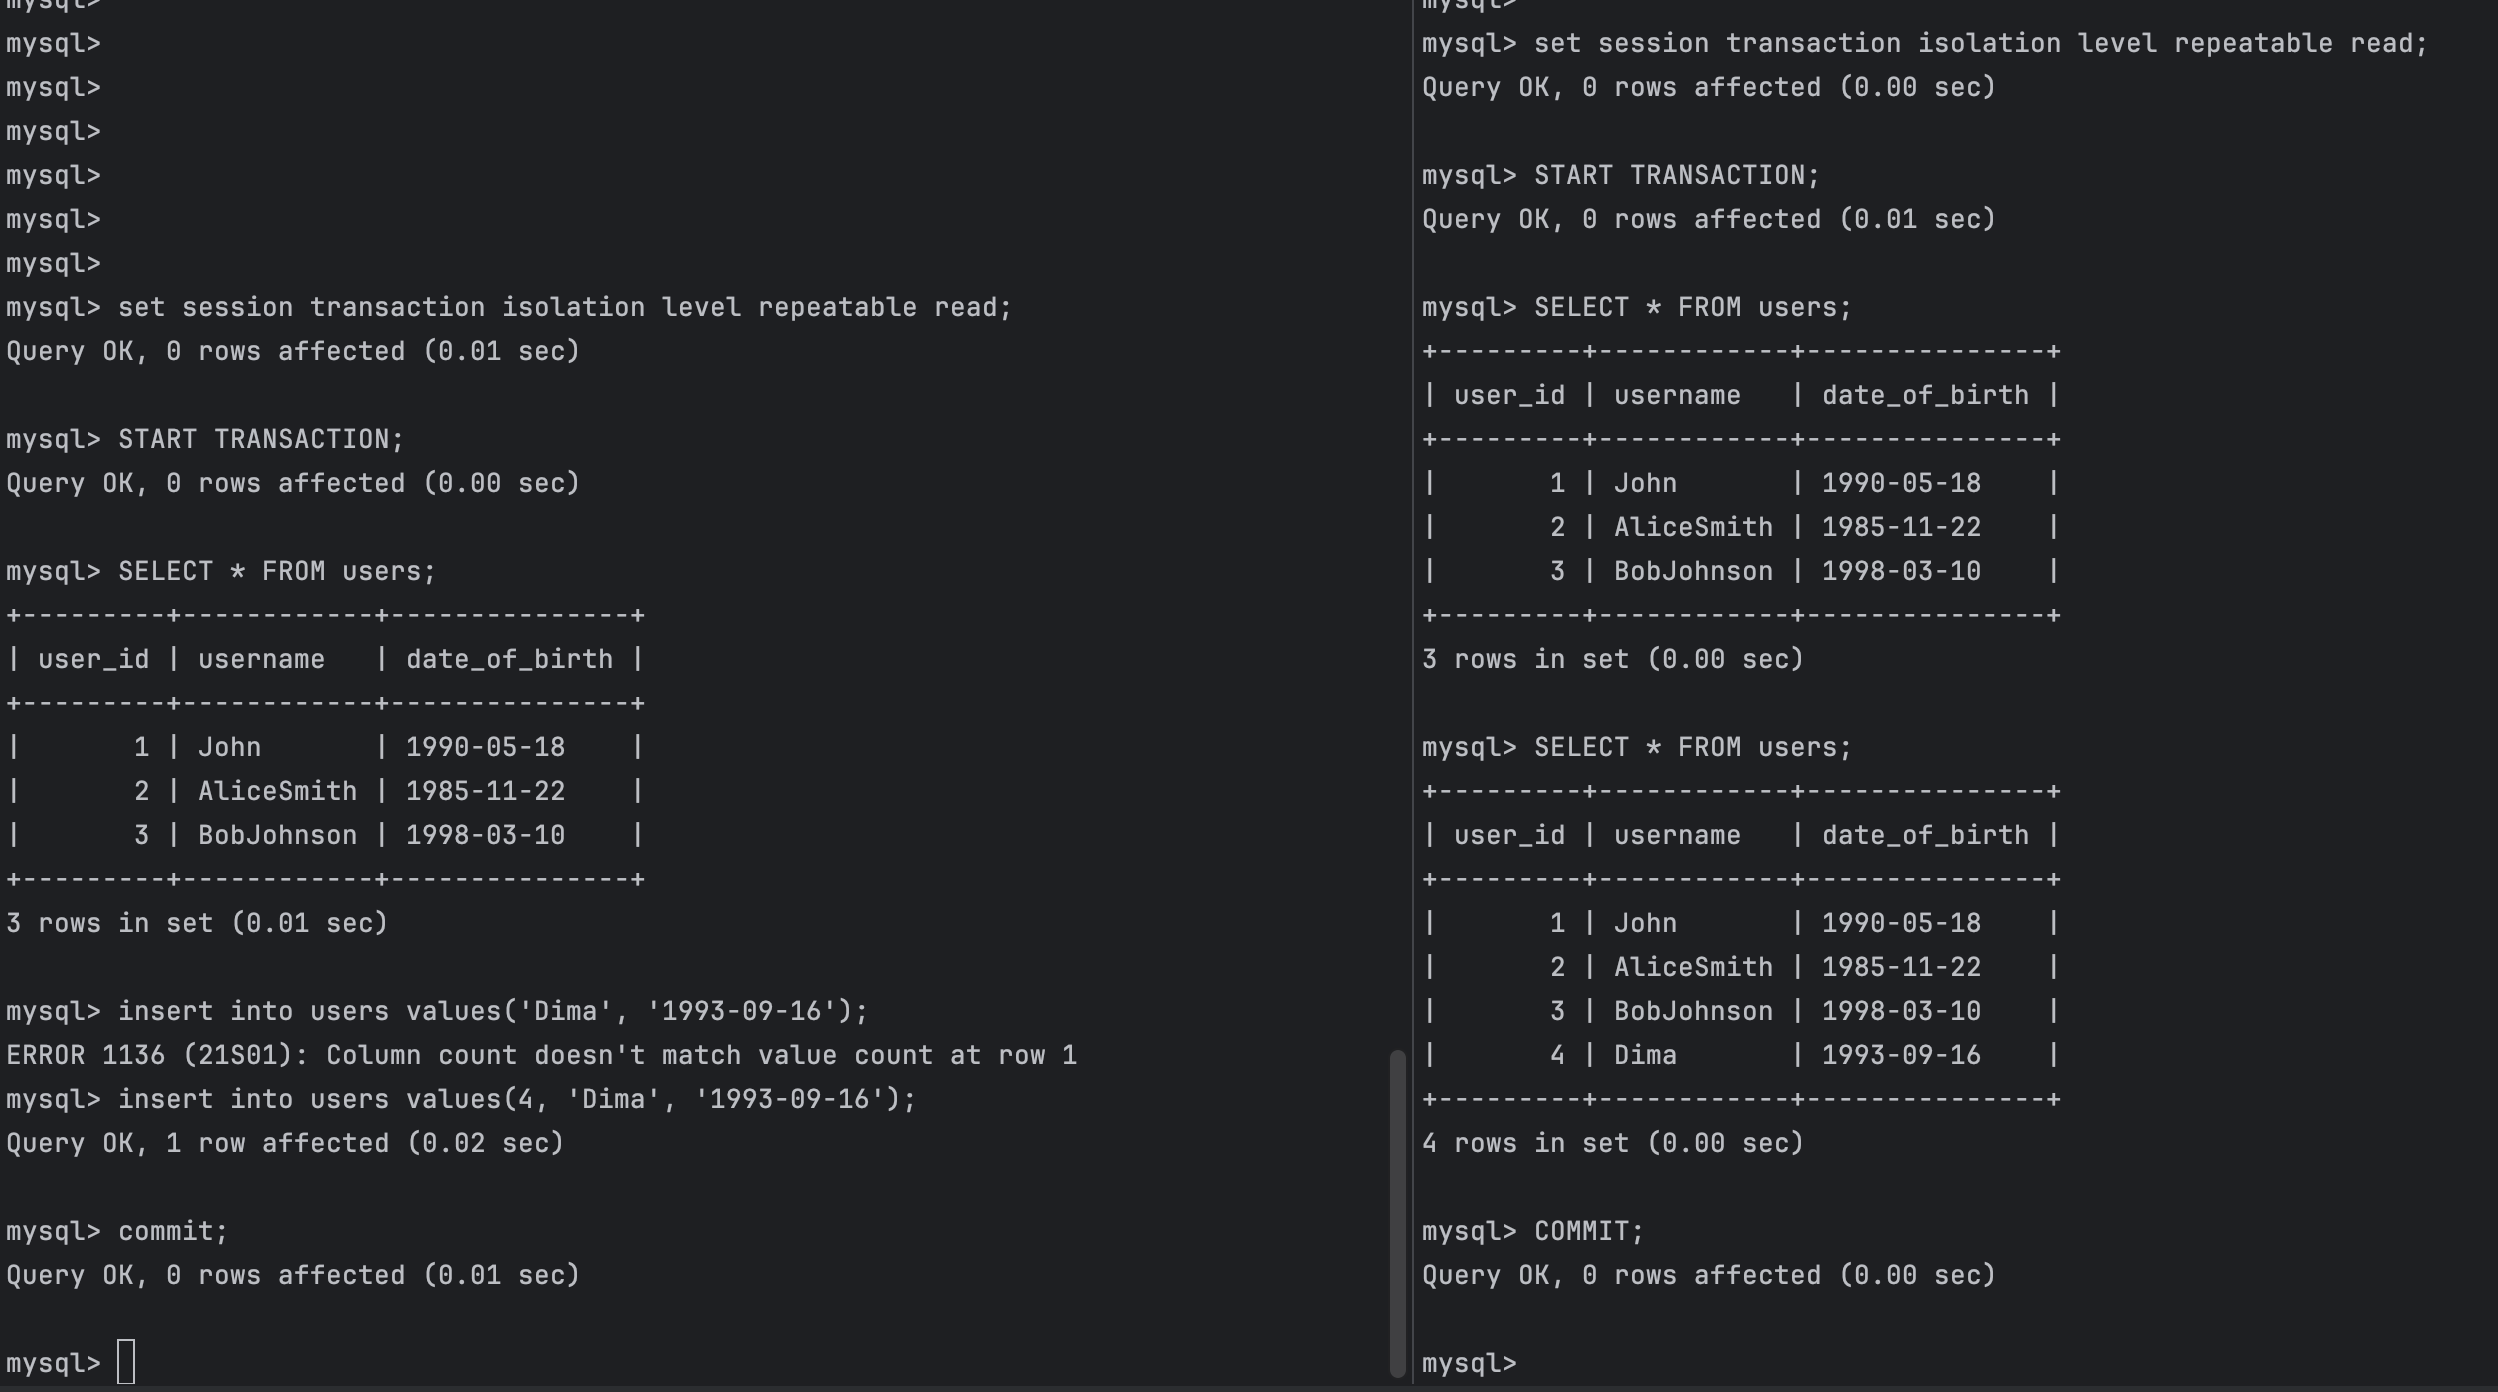 mysql>
mysql>
mysql>
mysql>
mysql>
mysql>
mysql>
mysql> set session transaction isolation level repeatable read;
Query OK, 0 rows affected (0.01 sec)
mysql> START TRANSACTION;
Query OK, 0 rows affected (0.00 sec)
mysql> SELECT * FROM users;
+---------+------------+---------------+
| user_id | username   | date_of_birth |
+---------+------------+---------------+
|       1 | John       | 1990-05-18    |
|       2 | AliceSmith | 1985-11-22    |
|       3 | BobJohnson | 1998-03-10    |
+---------+------------+---------------+
3 rows in set (0.01 sec)
mysql> insert into users values('Dima', '1993-09-16');
ERROR 1136 (21S01): Column count doesn't match value count at row 1
mysql> insert into users values(4, 'Dima', '1993-09-16');
Query OK, 1 row affected (0.02 sec)
mysql> commit;
Query OK, 0 rows affected (0.01 sec)
mysql>
mysql>
mysql> set session transaction isolation level repeatable read;
Query OK, 0 rows affected (0.00 sec)
mysql> START TRANSACTION;
Query OK, 0 rows affected (0.01 sec)
mysql> SELECT * FROM users;
+---------+------------+---------------+
| user_id | username   | date_of_birth |
+---------+------------+---------------+
|       1 | John       | 1990-05-18    |
|       2 | AliceSmith | 1985-11-22    |
|       3 | BobJohnson | 1998-03-10    |
+---------+------------+---------------+
3 rows in set (0.00 sec)
mysql> SELECT * FROM users;
+---------+------------+---------------+
| user_id | username   | date_of_birth |
+---------+------------+---------------+
|       1 | John       | 1990-05-18    |
|       2 | AliceSmith | 1985-11-22    |
|       3 | BobJohnson | 1998-03-10    |
|       4 | Dima       | 1993-09-16    |
+---------+------------+---------------+
4 rows in set (0.00 sec)
mysql> COMMIT;
Query OK, 0 rows affected (0.00 sec)
mysql>